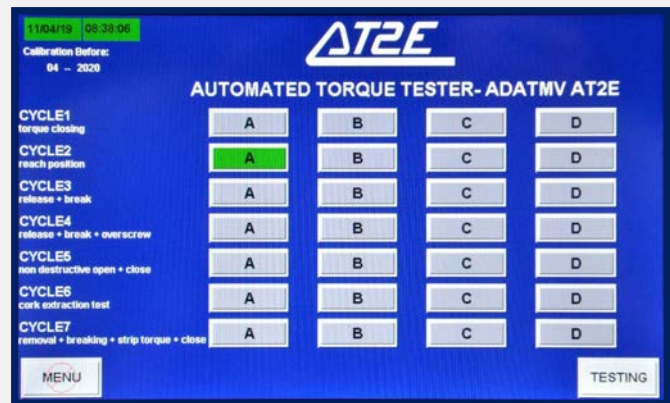 11/04/19 08:38:06
Calibration Before:
04 - 2020
AT2E
AUTOMATED TORQUE TESTER- ADATMV AT2E
CYCLE1
torque closing
A B C D
CYCLE2
reach position
A B C D
CYCLE3
release + break
A B C D
CYCLE4
release + break + overscrew
A B C D
CYCLE5
non destructive open + close
A B C D
CYCLE6
cork extraction test
A B C D
CYCLE7
removal + breaking + strip torque + close
A B C D
MENU TESTING